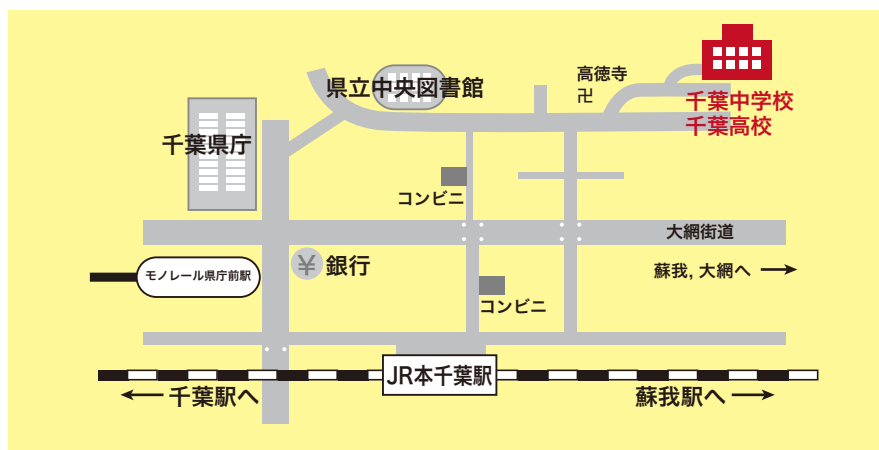 高徳寺
卍
県立中央図書館
千葉中学校
千葉高校
千葉県庁
コンビニ
大網街道
モノレール県庁前駅
¥
銀行
蘇我, 大網へ
コンビニ
JR本千葉駅
千葉駅へ
蘇我駅へ